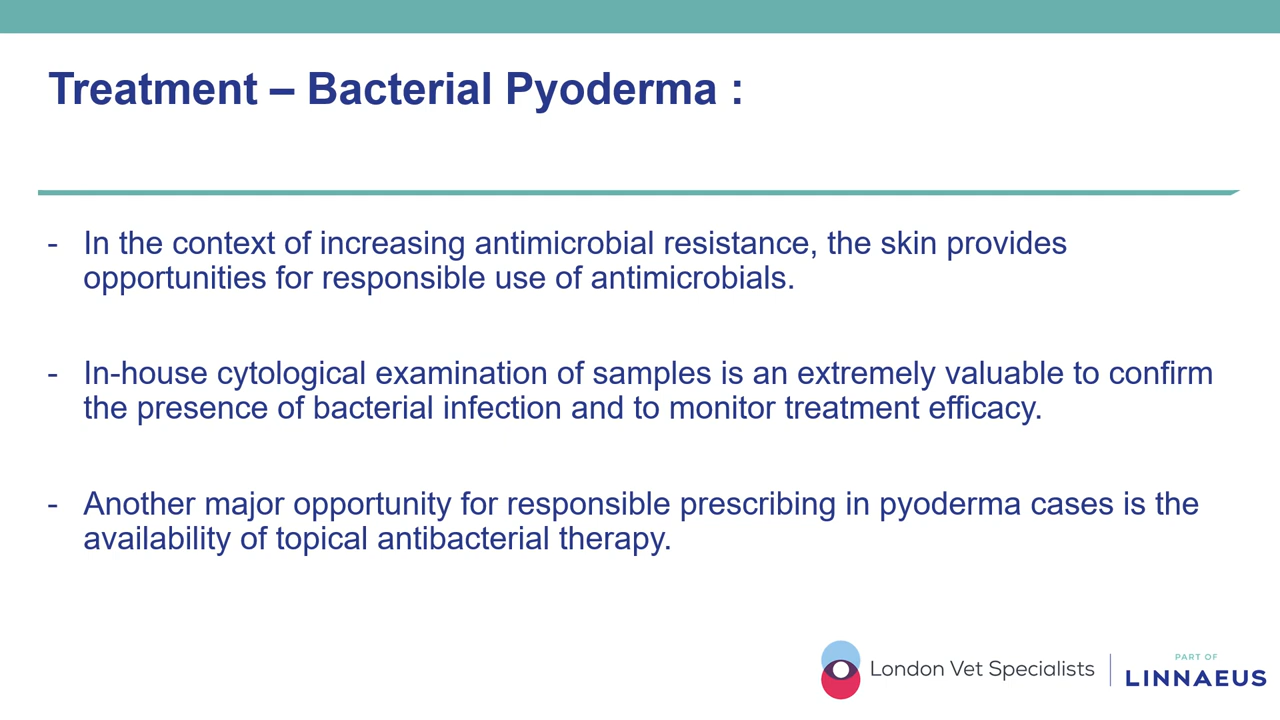 Treatment – Bacterial Pyoderma :
- In the context of increasing antimicrobial resistance, the skin provides
opportunities for responsible use of antimicrobials.
- In-house cytological examination of samples is an extremely valuable to confirm
the presence of bacterial infection and to monitor treatment efficacy.
- Another major opportunity for responsible prescribing in pyoderma cases is the
availability of topical antibacterial therapy.
London Vet Specialists
PART OF
LINNAEUS